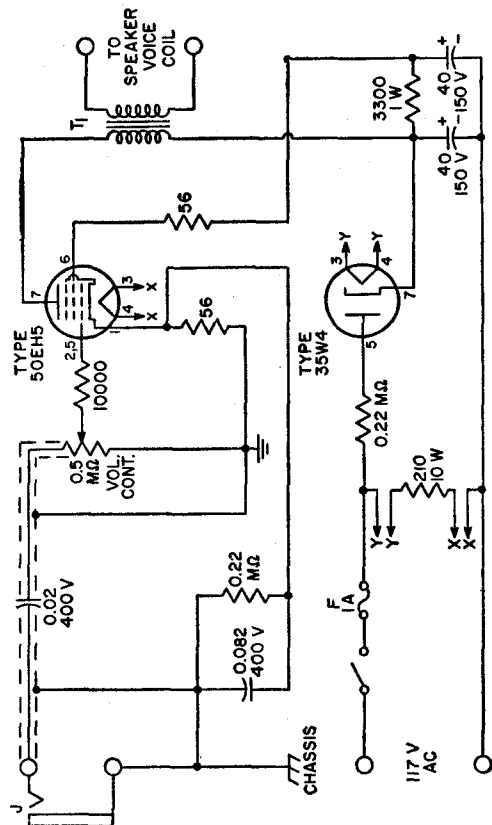 J
0.02
400 V
0.5
MΩ
VOL.
CONT.
10000
TYPE
50EH5
2,5
7
6
3
4
1
X
X
56
56
T1
TO
SPEAKER
VOICE
COIL
0.22
MΩ
0.082
400 V
CHASSIS
117 V
AC
F
1A
Y
Y
210
10 W
X
X
0.22 MΩ
TYPE
35W4
5
3
4
7
Y
Y
3300
1 W
40
150 V
+
-
40
150 V
+
-